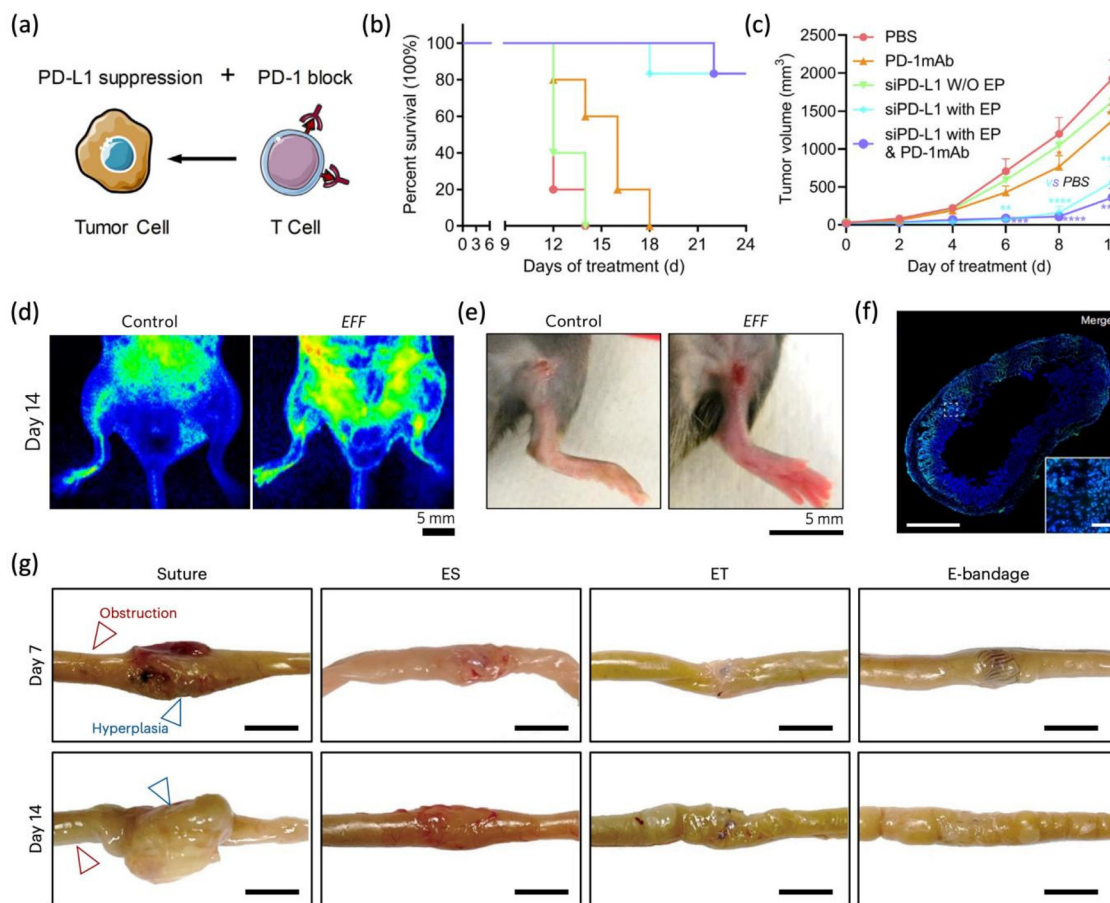 (a)
PD-L1 suppression + PD-1 block
Tumor Cell
T Cell
(b)
Percent survival (100%)
100
80
60
40
20
0
0 3 6 9 12 15 18 21 24
Days of treatment (d)
(c)
Tumor volume (mm³)
2500
2000
1500
1000
500
0
PBS
PD-1mAb
siPD-L1 W/O EP
siPD-L1 with EP
siPD-L1 with EP
& PD-1mAb
vs PBS
*
**
***
****
****
**
*
**
0 2 4 6 8 1
Day of treatment (d)
(d)
Control EFF
Day 14
5 mm
(e)
Control EFF
5 mm
(f)
Merge
(g)
Suture ES ET E-bandage
Day 7
Obstruction
Hyperplasia
Day 14